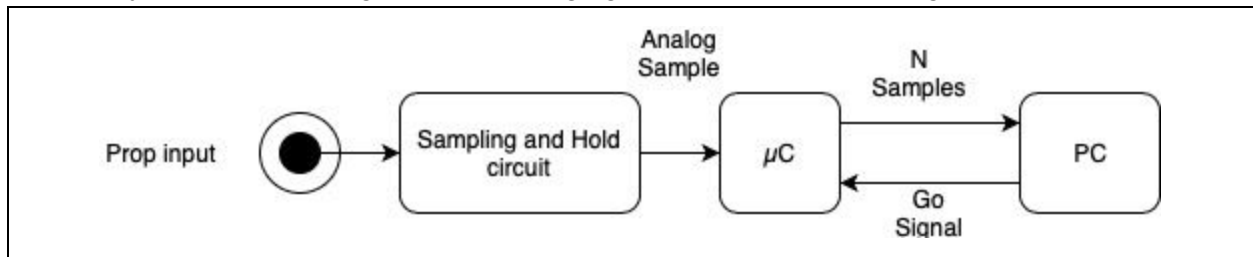 Prop input
Sampling and Hold
circuit
Analog
Sample
µC
N
Samples
Go
Signal
PC